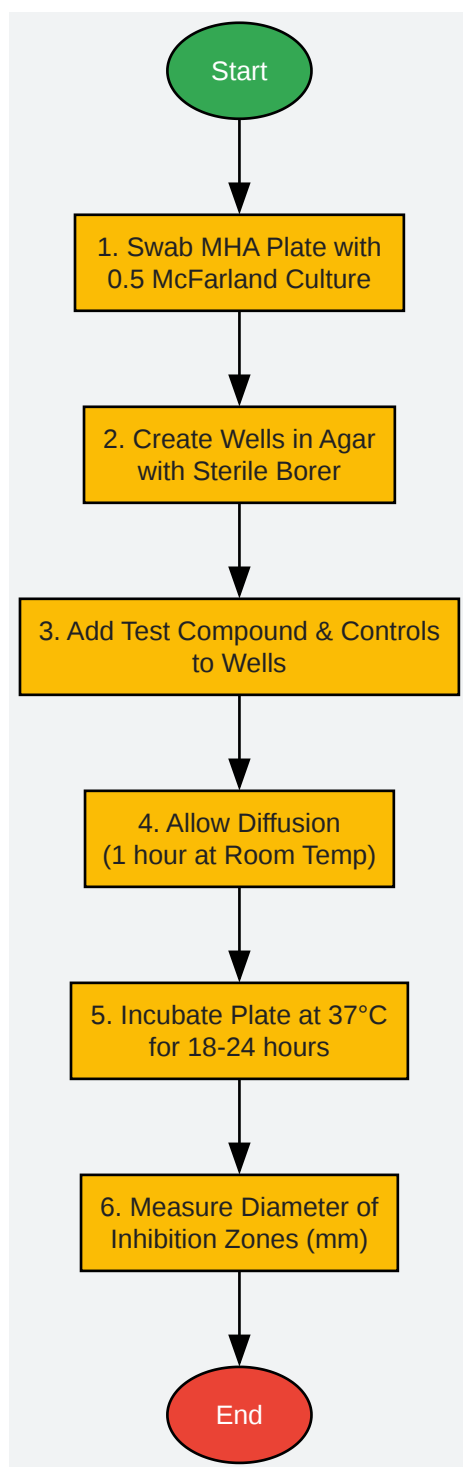 Start
1. Swab MHA Plate with
0.5 McFarland Culture
2. Create Wells in Agar
with Sterile Borer
3. Add Test Compound & Controls
to Wells
4. Allow Diffusion
(1 hour at Room Temp)
5. Incubate Plate at 37°C
for 18-24 hours
6. Measure Diameter of
Inhibition Zones (mm)
End